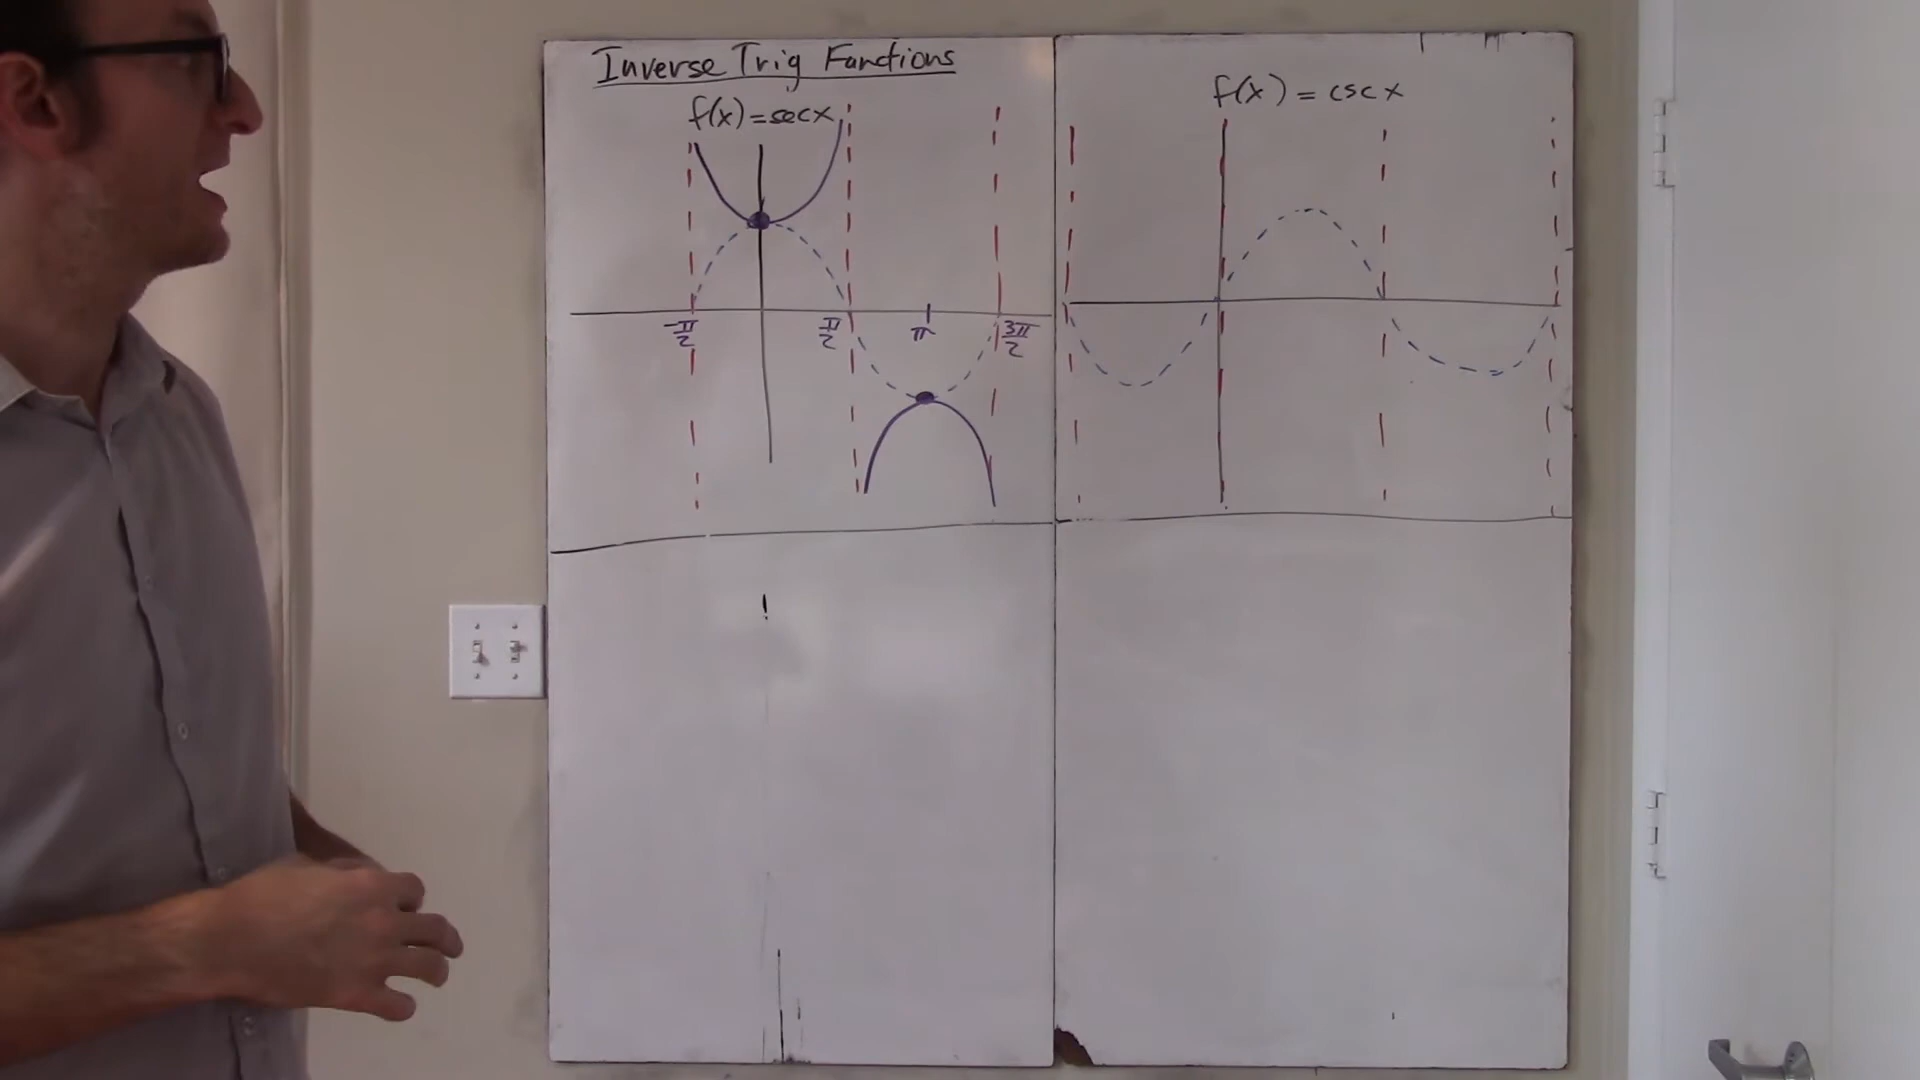 Inverse Trig Functions
f(x) = sec x
-π/2 π/2 π 3π/2
f(x) = csc x